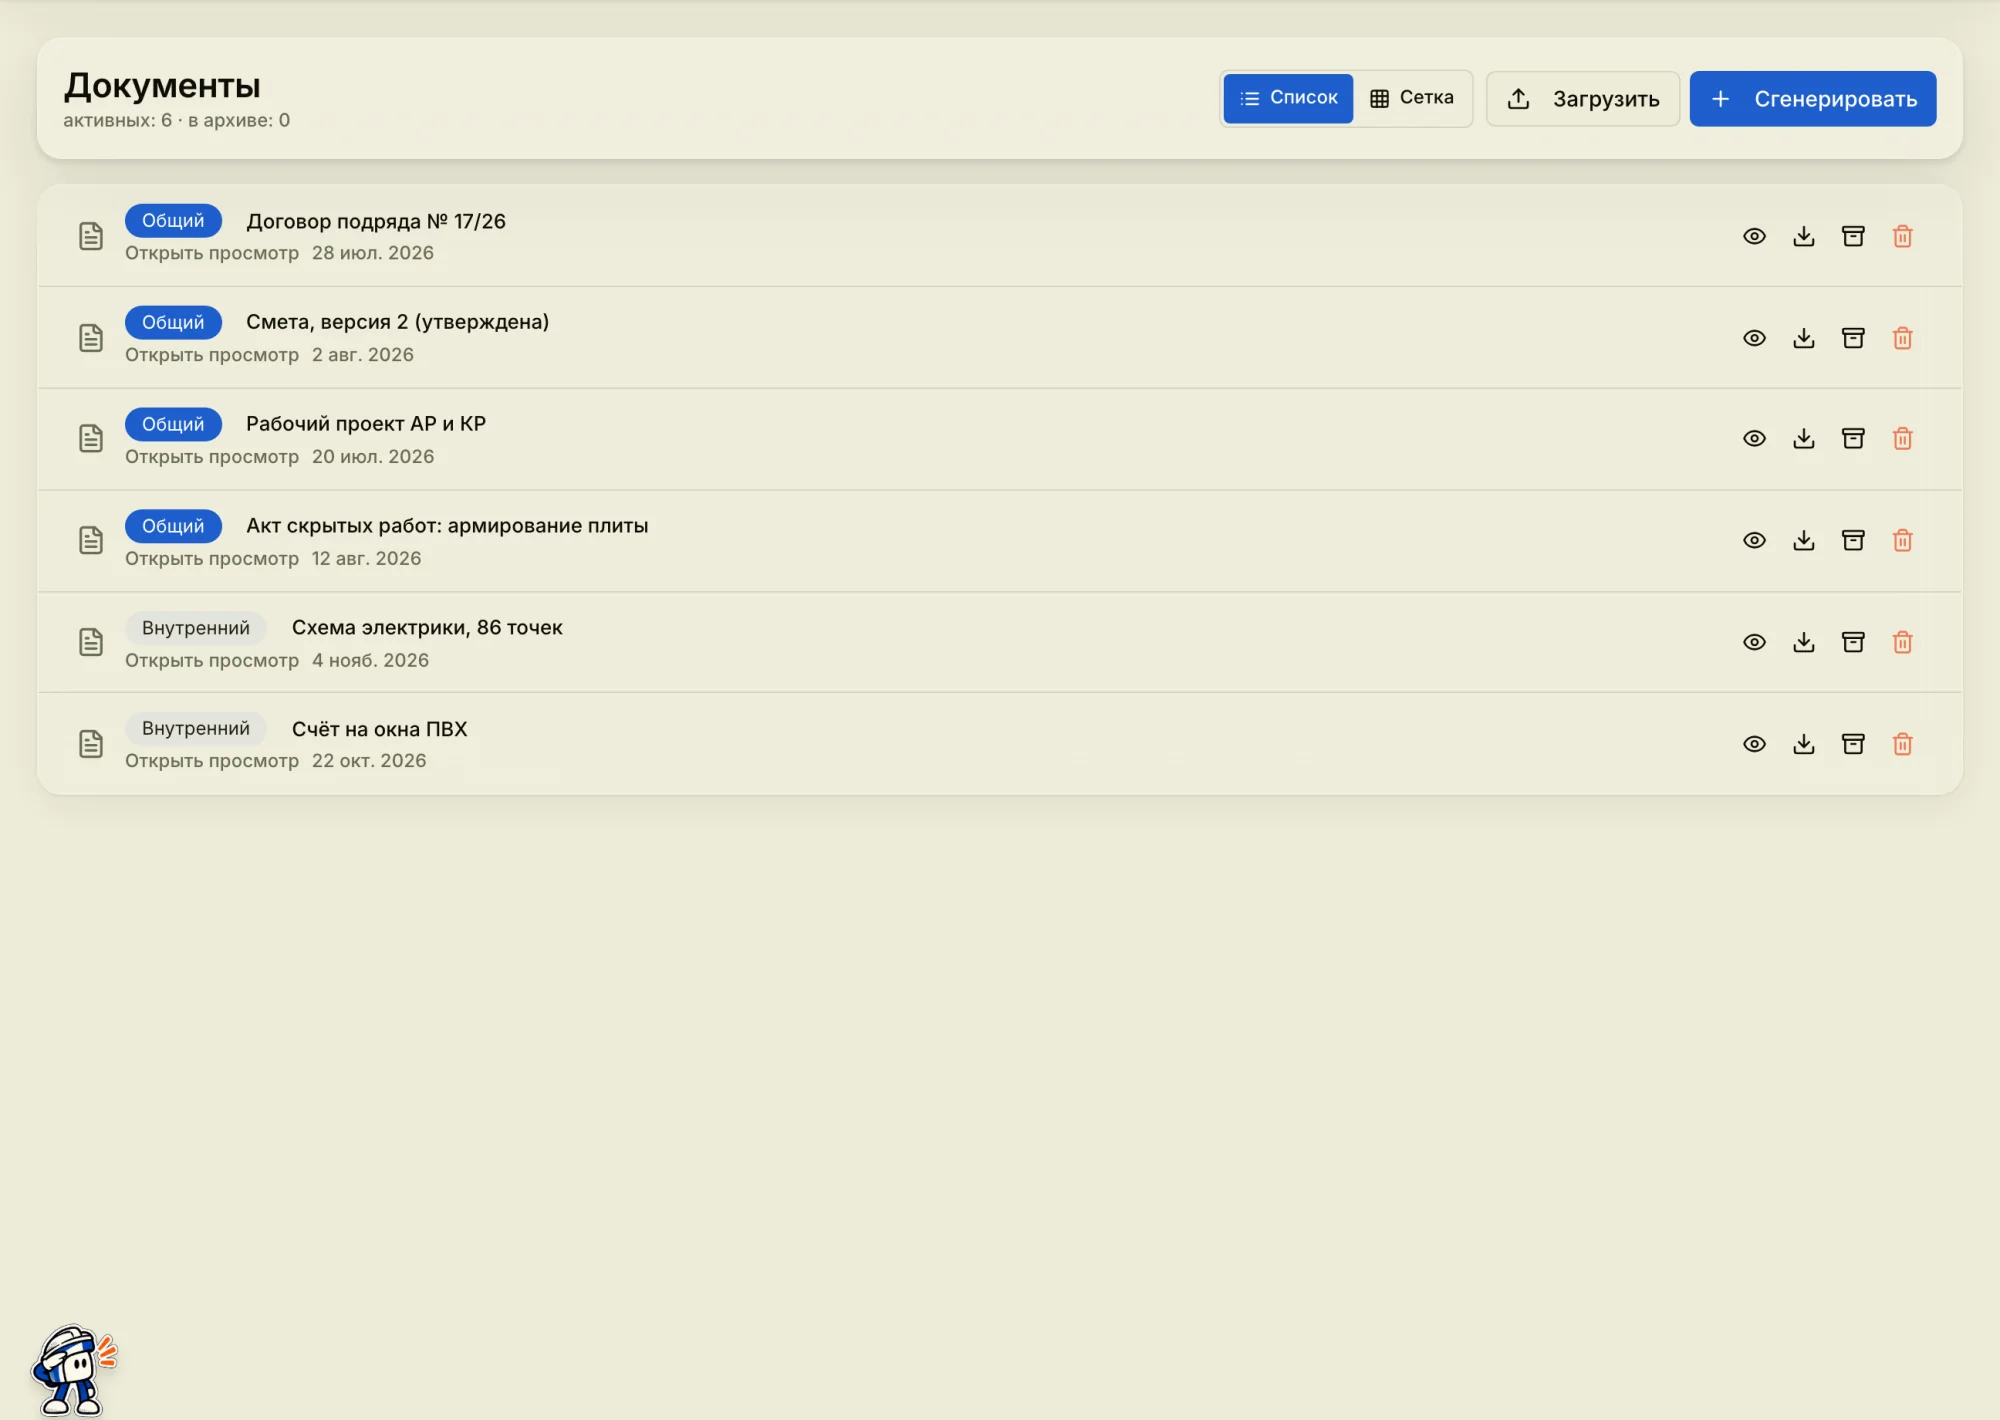 Документы
активных: 6 · в архиве: 0
Список
Сетка
Загрузить
Сгенерировать
Общий Договор подряда № 17/26
Открыть просмотр 28 июл. 2026
Общий Смета, версия 2 (утверждена)
Открыть просмотр 2 авг. 2026
Общий Рабочий проект АР и КР
Открыть просмотр 20 июл. 2026
Общий Акт скрытых работ: армирование плиты
Открыть просмотр 12 авг. 2026
Внутренний Схема электрики, 86 точек
Открыть просмотр 4 нояб. 2026
Внутренний Счёт на окна ПВХ
Открыть просмотр 22 окт. 2026